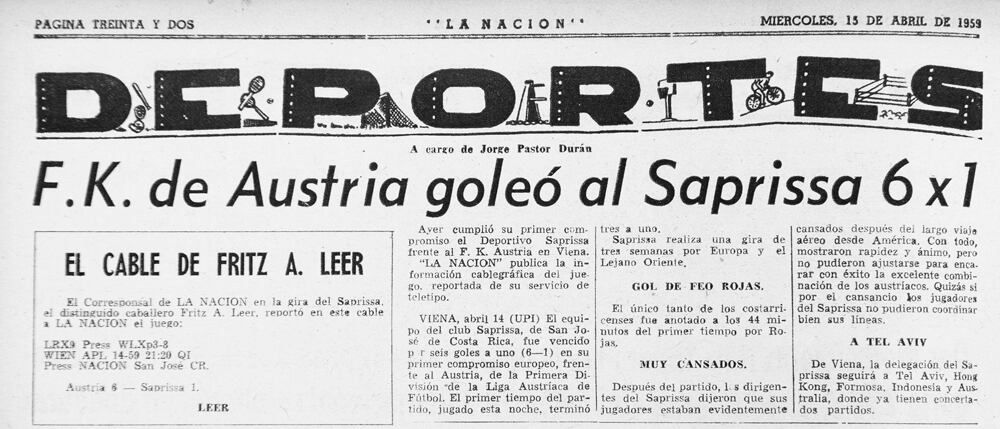 PAGINA TREINTA Y DOS
"LA NACION"
MIERCOLES, 15 DE ABRIL DE 1959
DEPORTES
A cargo de Jorge Pastor Durán
F.K. de Austria goleó al Saprissa 6 x 1
EL CABLE DE FRITZ A. LEER
El Corresponsal de LA NACION en la gira del Saprissa,
el distinguido caballero Fritz A. Leer, reportó en este cable
a LA NACION el juego:
LRX9 Press WLXp3-8
WIEN APL 14-59 21:20 QI
Press NACION San José CR.
Austria 6 — Saprissa 1.
LEER
Ayer cumplió su primer com-
promiso el Deportivo Saprissa
frente al F. K. Austria en Viena.
"LA NACION" publica la in-
formación cablegráfica del jue-
go, reportada de su servicio de
teletipo.
VIENA, abril 14 (UPI) El equi-
po del club Saprissa, de San Jo-
sé de Costa Rica, fue vencido
p r seis goles a uno (6—1) en su
primer compromiso europeo, fren-
te al Austria, de la Primera Di-
visión de la Liga Austríaca de
Fútbol. El primer tiempo del par-
tido, jugado esta noche, terminó
tres a uno.
Saprissa realiza una gira de
tres semanas por Europa y el
Lejano Oriente.
GOL DE FEO ROJAS.
El único tanto de los costarri-
censes fue anotado a los 44 mi-
nutos del primer tiempo por Ro-
jas.
MUY CANSADOS.
Después del partido, los dirigen-
tes del Saprissa dijeron que sus
jugadores estaban evidentemente
cansados después del largo viaje
aéreo desde América. Con todo,
mostraron rapidez y ánimo, pero
no pudieron ajustarse para enca-
rar con éxito la excelente combi-
nación de los austríacos. Quizás si
por el cansancio los jugadores
del Saprissa no pudieron coordinar
bien sus líneas.
A TEL AVIV
De Viena, la delegación del Sa-
prissa seguirá a Tel Aviv, Hong
Kong, Formosa, Indonesia y Aus-
tralia, donde ya tienen concerta-
dos partidos.